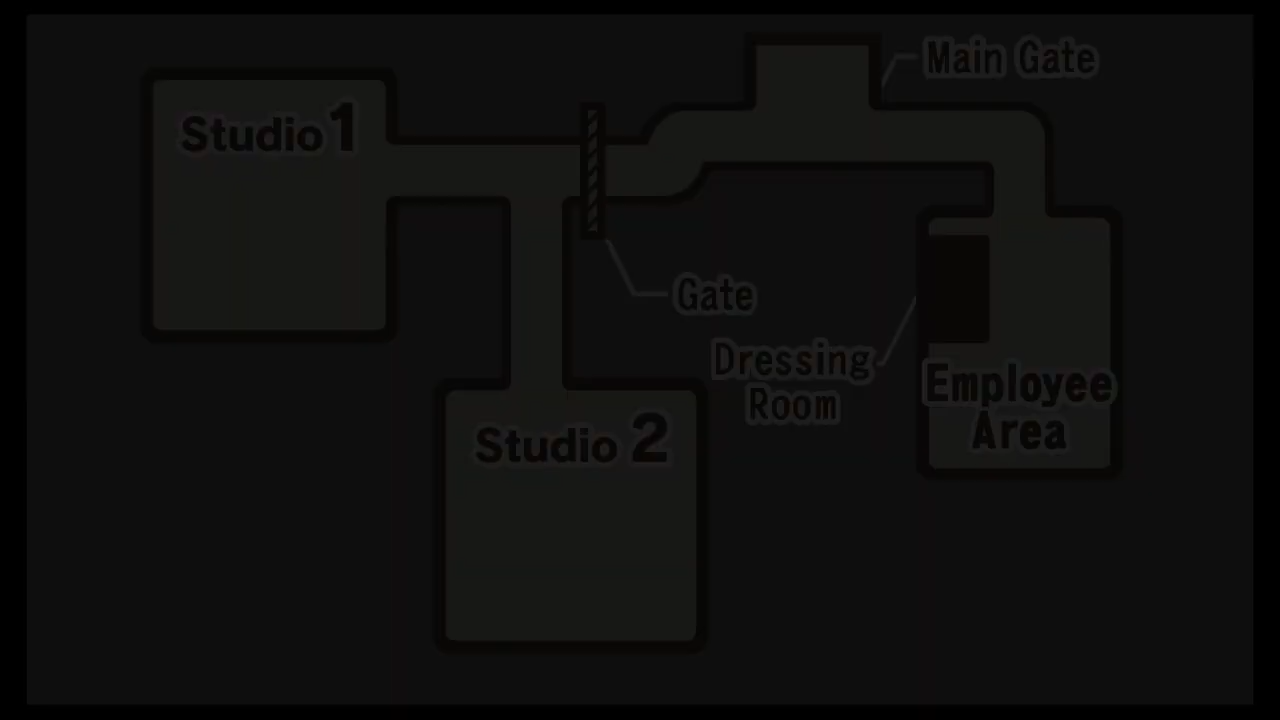 Main Gate
Studio 1
Gate
Dressing
Room
Employee
Area
Studio 2